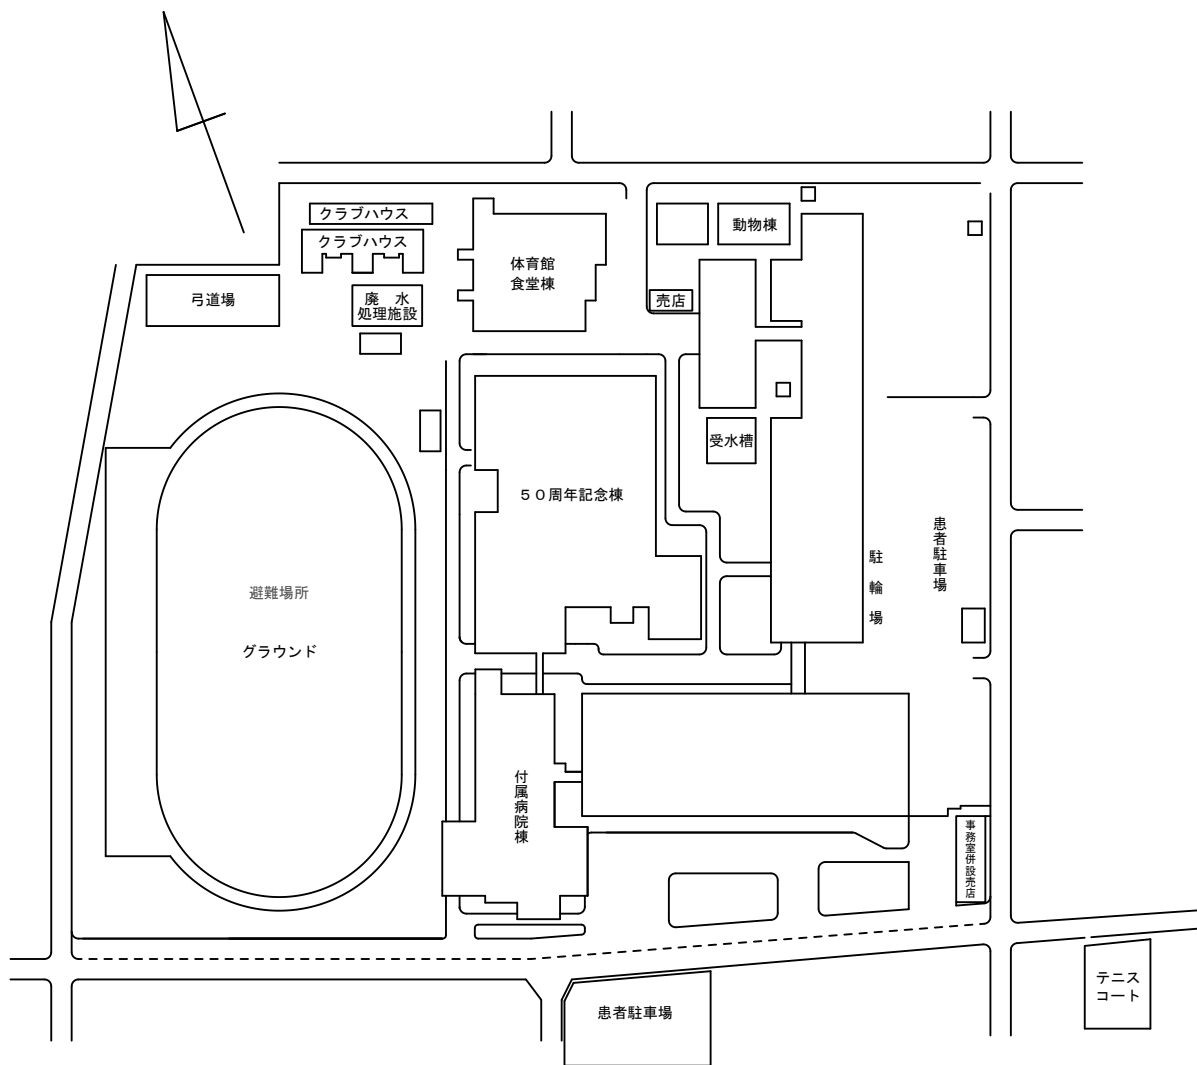 クラブハウス
クラブハウス
体育館
食堂棟
動物棟
弓道場
廃　水
処理施設
売店
受水槽
５０周年記念棟
患者駐車場
駐輪場
避難場所
グラウンド
付属病院棟
事務室併設売店
テニス
コート
患者駐車場